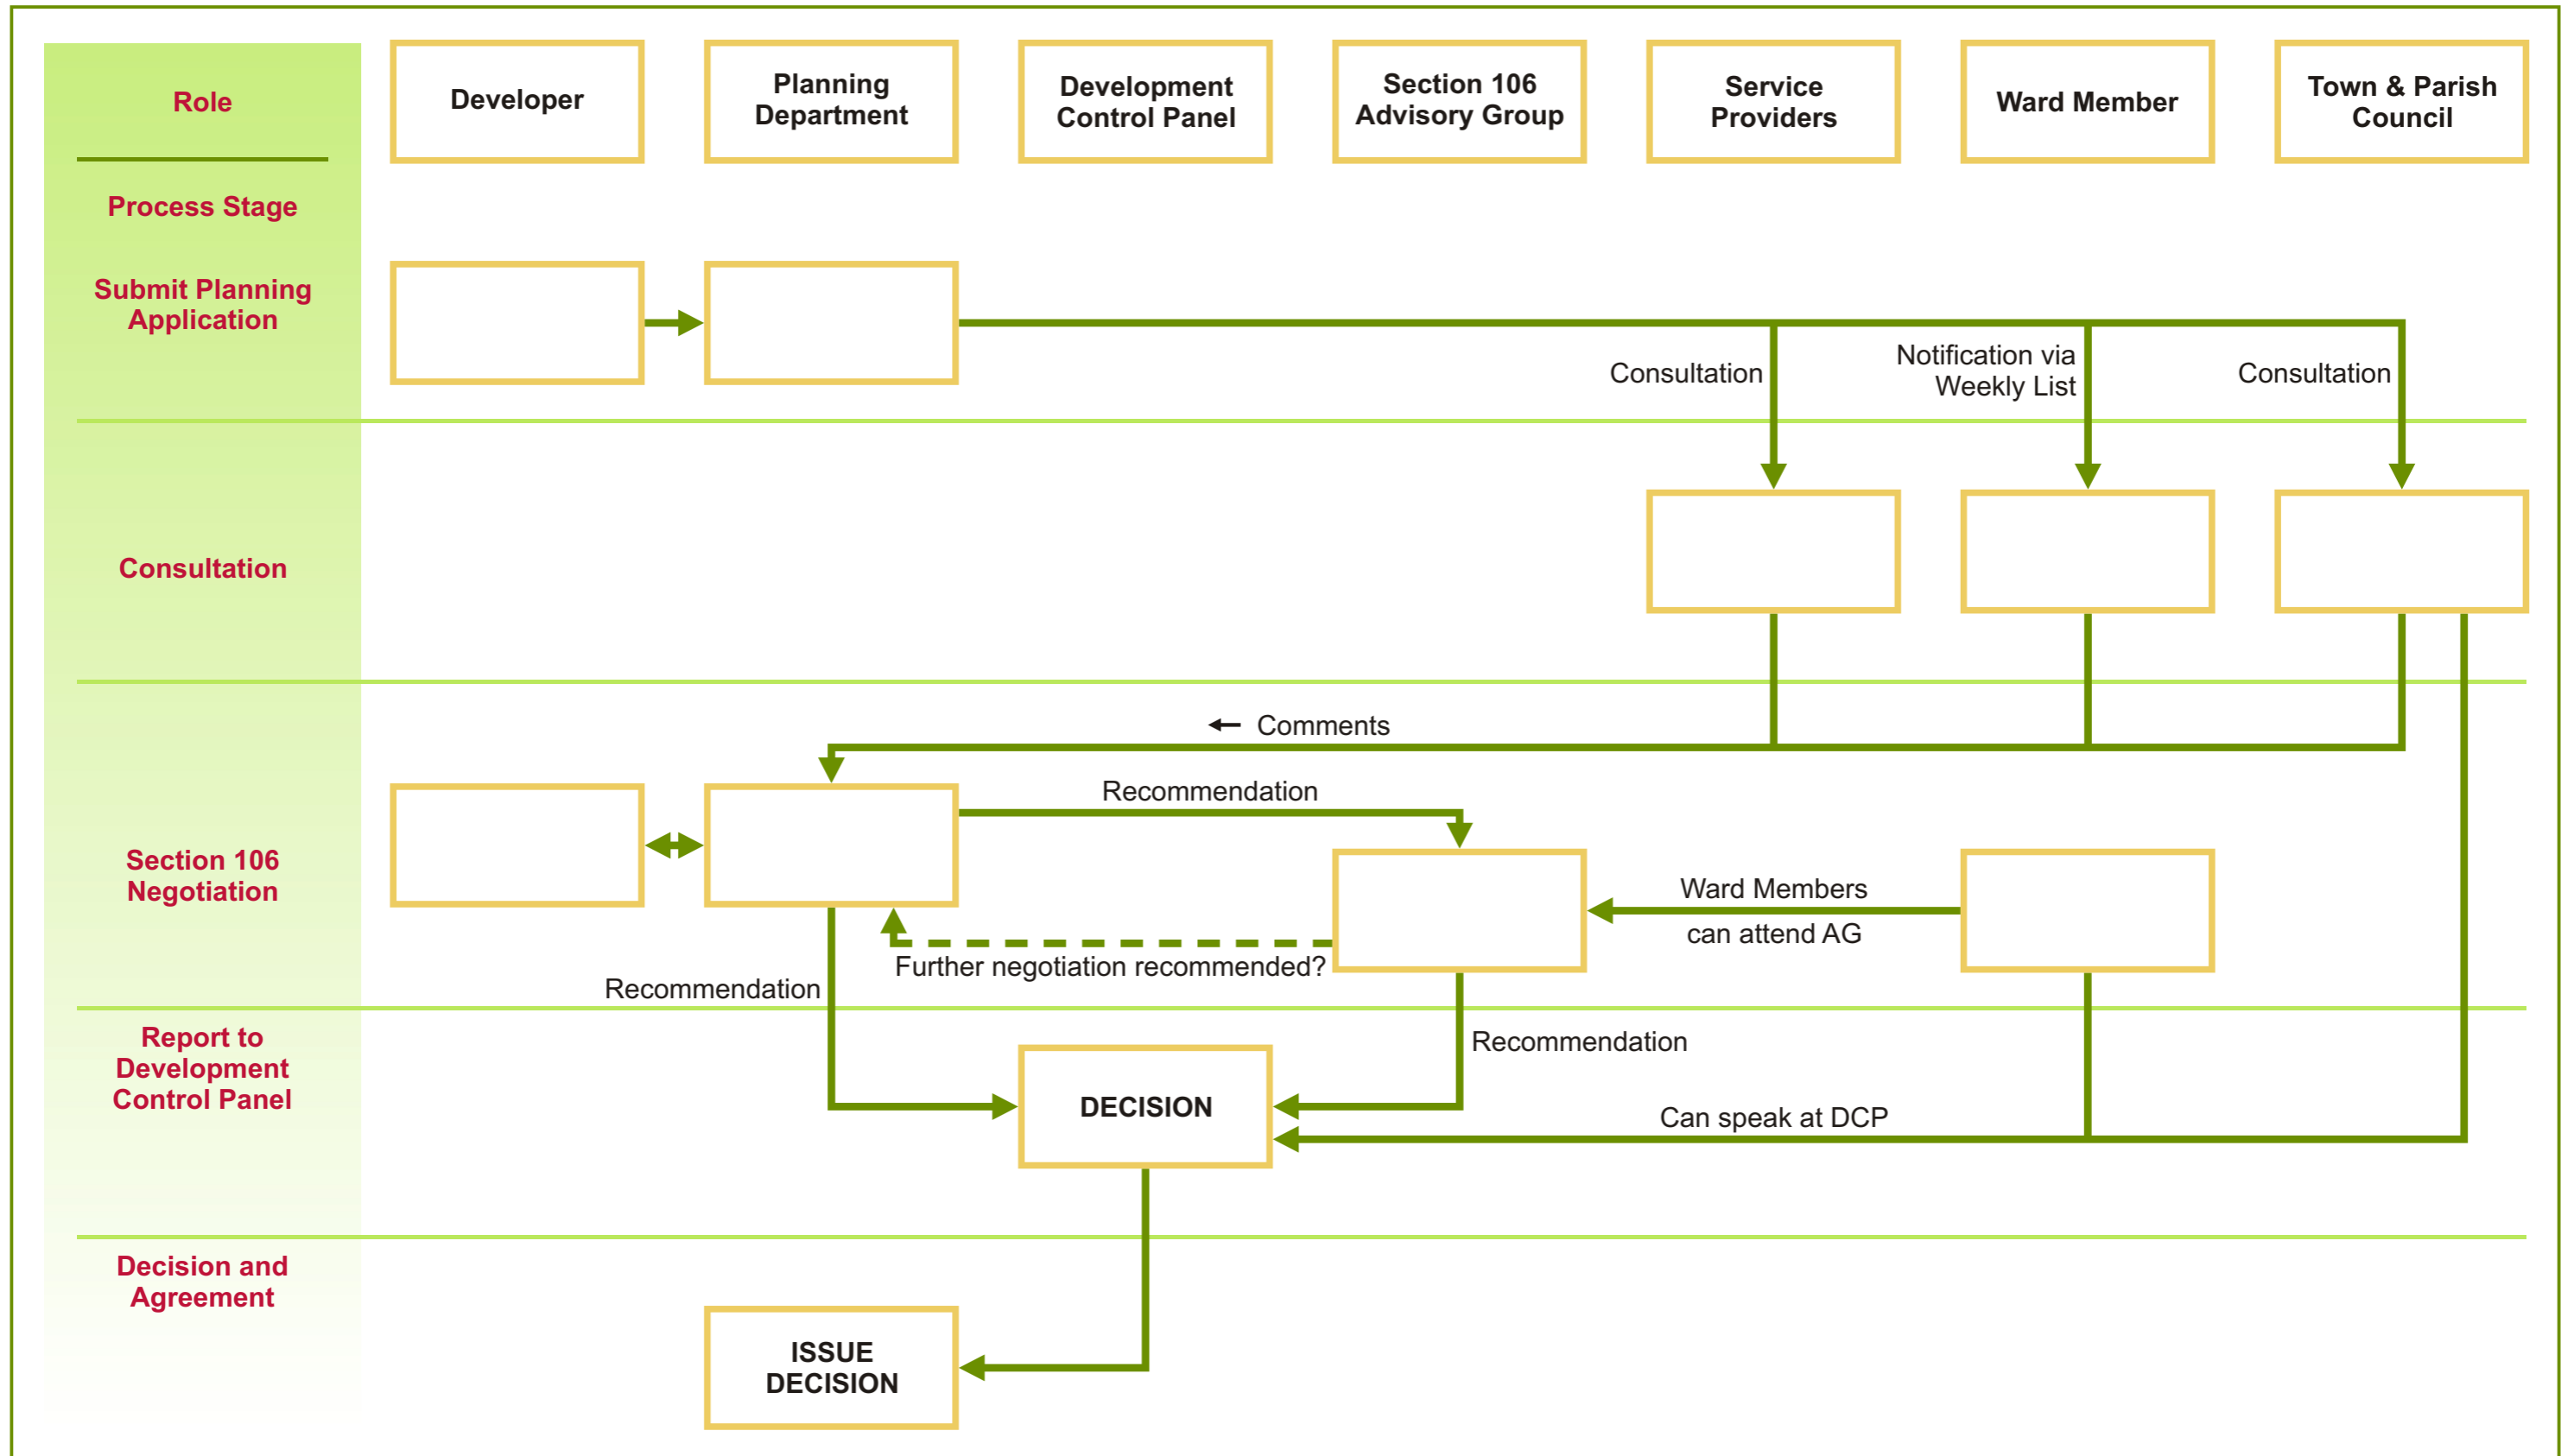 Role
Developer
Planning
Department
Development
Control Panel
Section 106
Advisory Group
Service
Providers
Ward Member
Town & Parish
Council
Process Stage
Submit Planning
Application
Consultation
Notification via
Weekly List
Consultation
Consultation
Comments
Section 106
Negotiation
Recommendation
Ward Members
can attend AG
Further negotiation recommended?
Recommendation
Report to
Development
Control Panel
Recommendation
DECISION
Can speak at DCP
Decision and
Agreement
ISSUE
DECISION